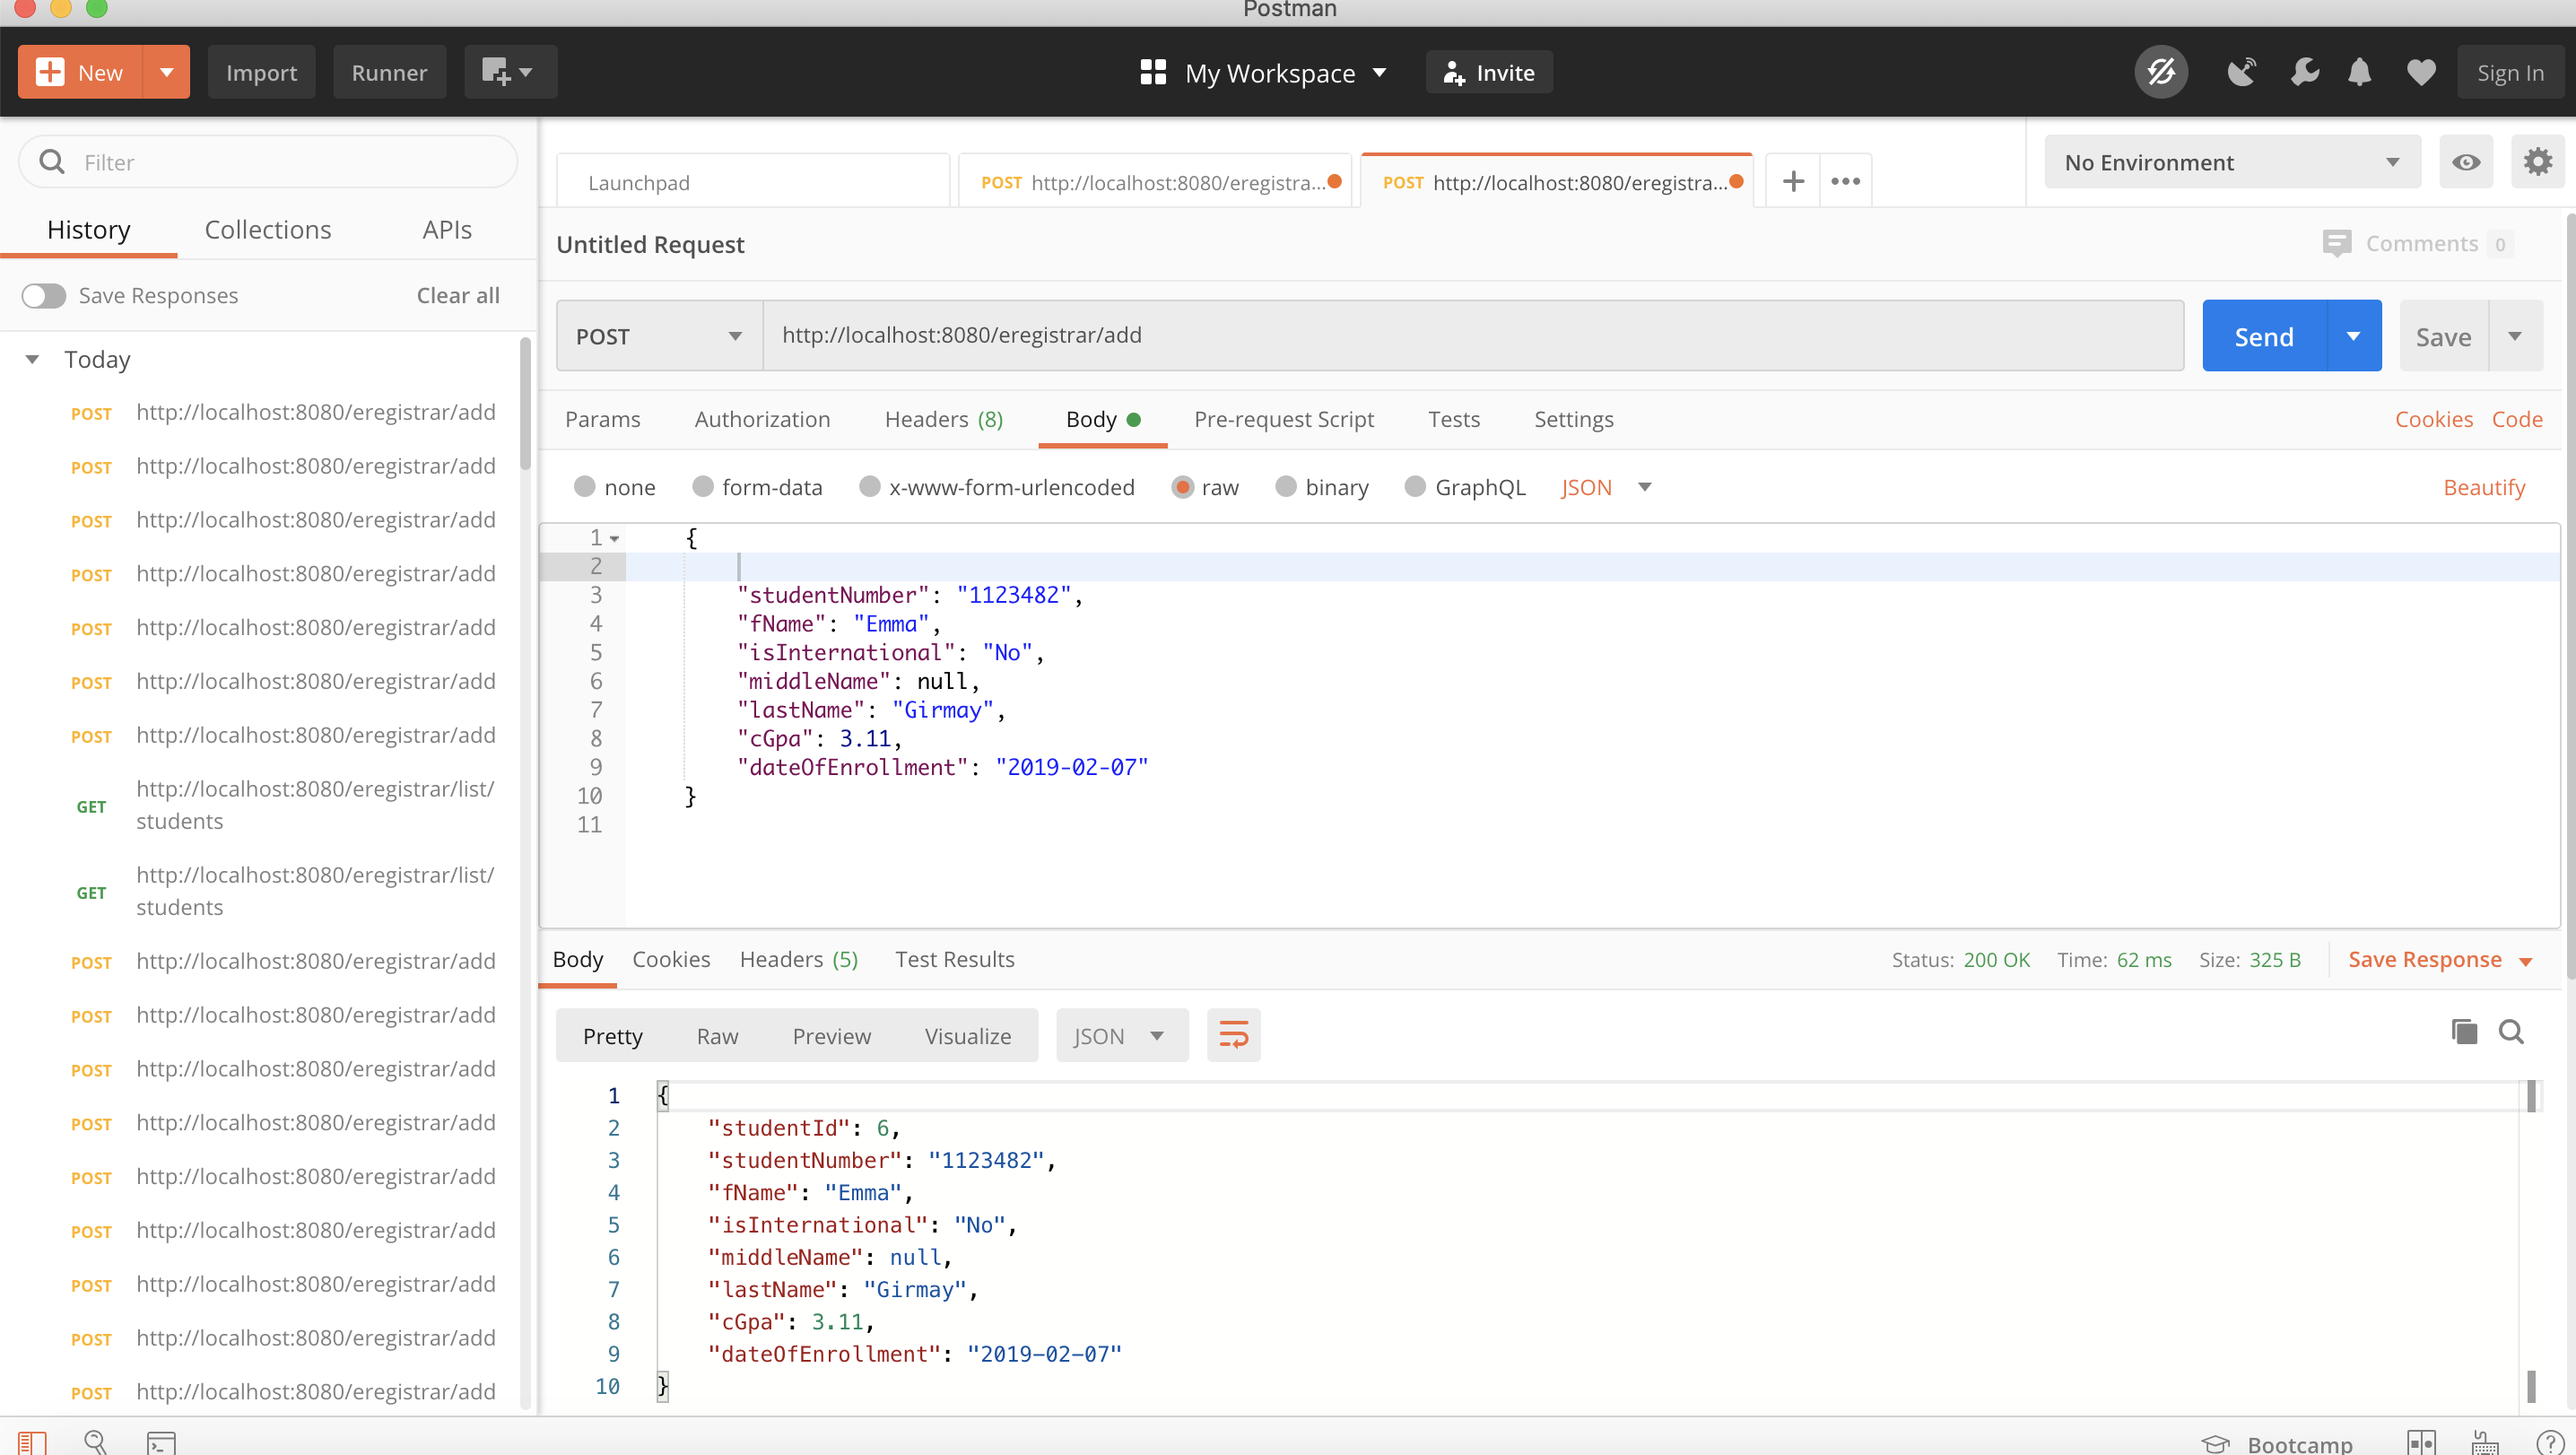 Postman
New
Import
Runner
My Workspace
Invite
Sign In
Filter
History
Collections
APIs
Save Responses
Clear all
Today
POST http://localhost:8080/eregistrar/add
POST http://localhost:8080/eregistrar/add
POST http://localhost:8080/eregistrar/add
POST http://localhost:8080/eregistrar/add
POST http://localhost:8080/eregistrar/add
POST http://localhost:8080/eregistrar/add
POST http://localhost:8080/eregistrar/add
GET http://localhost:8080/eregistrar/list/
students
GET http://localhost:8080/eregistrar/list/
students
POST http://localhost:8080/eregistrar/add
POST http://localhost:8080/eregistrar/add
POST http://localhost:8080/eregistrar/add
POST http://localhost:8080/eregistrar/add
POST http://localhost:8080/eregistrar/add
POST http://localhost:8080/eregistrar/add
POST http://localhost:8080/eregistrar/add
POST http://localhost:8080/eregistrar/add
POST http://localhost:8080/eregistrar/add
Launchpad
POST http://localhost:8080/eregistra...
POST http://localhost:8080/eregistra...
No Environment
Untitled Request
Comments 0
POST
http://localhost:8080/eregistrar/add
Send
Save
Params
Authorization
Headers (8)
Body
Pre-request Script
Tests
Settings
Cookies
Code
none
form-data
x-www-form-urlencoded
raw
binary
GraphQL
JSON
Beautify
1 {
2
3 "studentNumber": "1123482",
4 "fName": "Emma",
5 "isInternational": "No",
6 "middleName": null,
7 "lastName": "Girmay",
8 "cGpa": 3.11,
9 "dateOfEnrollment": "2019-02-07"
10 }
11
Body
Cookies
Headers (5)
Test Results
Status: 200 OK
Time: 62 ms
Size: 325 B
Save Response
Pretty
Raw
Preview
Visualize
JSON
1 {
2 "studentId": 6,
3 "studentNumber": "1123482",
4 "fName": "Emma",
5 "isInternational": "No",
6 "middleName": null,
7 "lastName": "Girmay",
8 "cGpa": 3.11,
9 "dateOfEnrollment": "2019-02-07"
10 }
Bootcamp